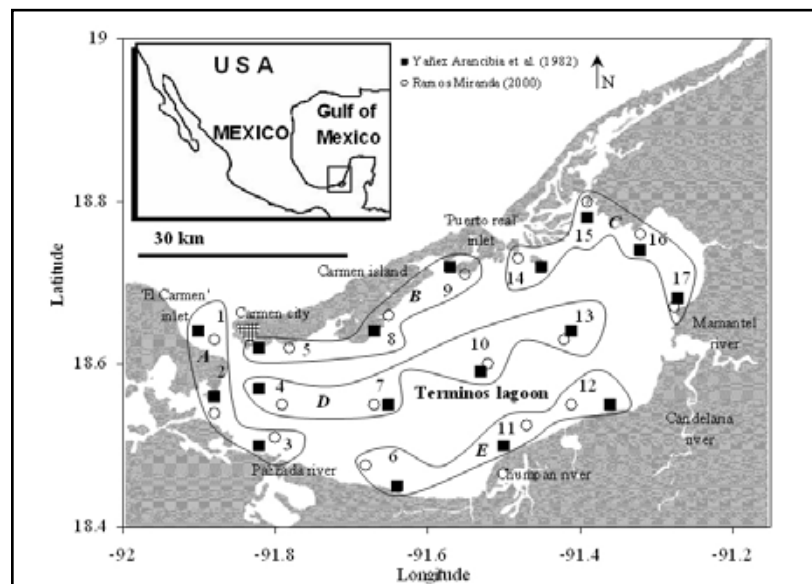 19
18.8
18.6
18.4
Latitude
-92
-91.8
-91.6
-91.4
-91.2
Longitude
U S A
MEXICO
Gulf of
Mexico
Yañez Arancibia et al. (1982)
Ramos Miranda (2000)
N
30 km
'Puerto real'
inlet
Carmen island
'El Carmen'
inlet
Carmen city
1
A
2
3
4
5
D
6
7
8
9
B
10
11
E
12
13
14
15
C
16
17
Terminos lagoon
Mamantel
river
Candelaria
river
Chumpan river
Palizada river